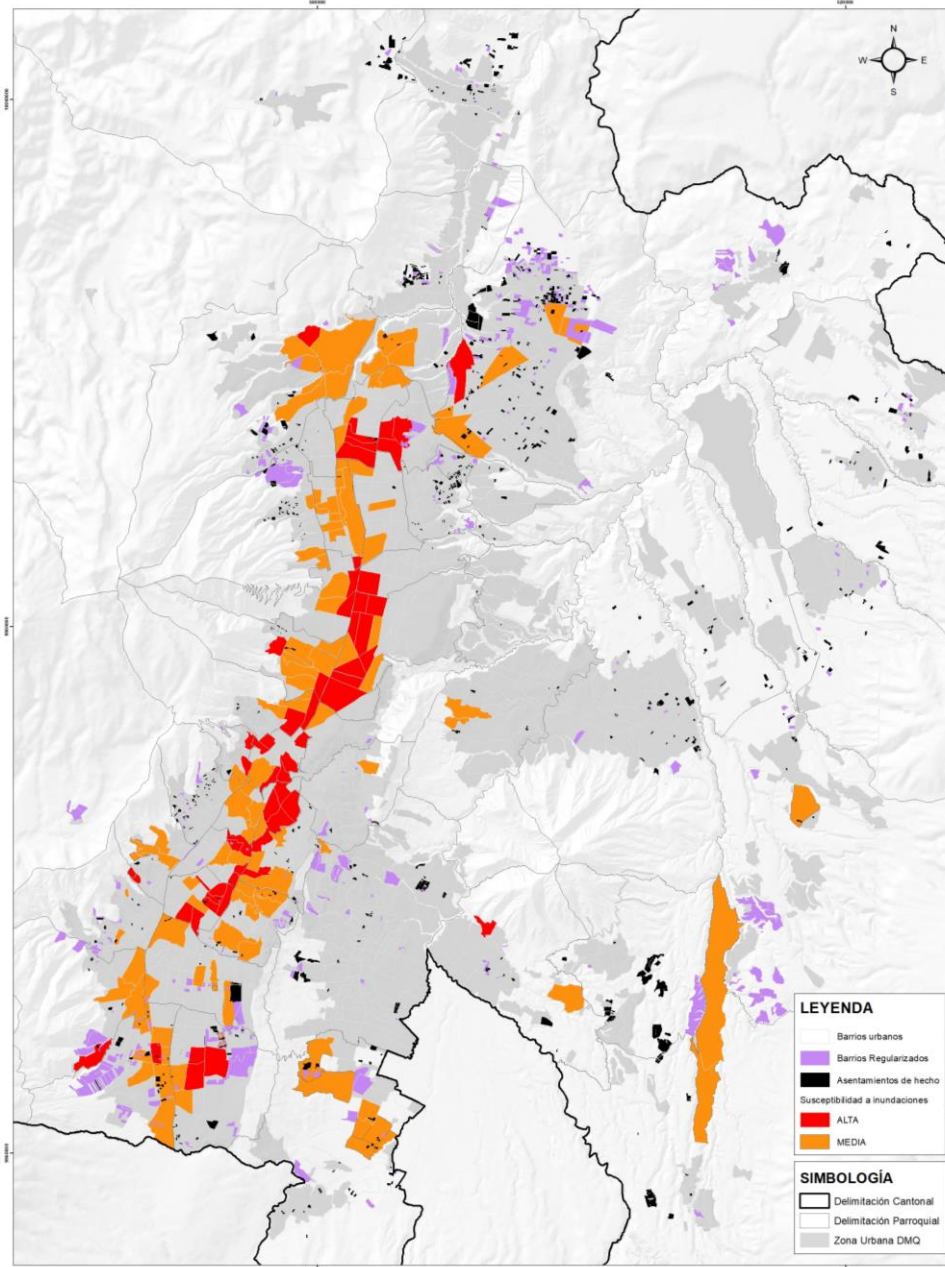 N
W E
S
LEYENDA
Barrios urbanos
Barrios Regularizados
Asentamientos de hecho
Susceptibilidad a inundaciones
ALTA
MEDIA
SIMBOLOGÍA
Delimitación Cantonal
Delimitación Parroquial
Zona Urbana DMQ